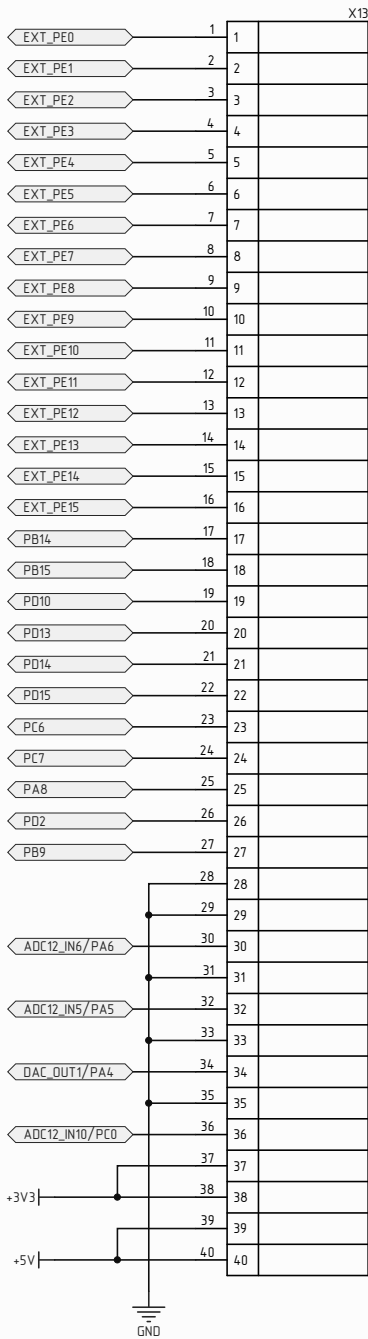 X13
EXT_PE0 1 1
EXT_PE1 2 2
EXT_PE2 3 3
EXT_PE3 4 4
EXT_PE4 5 5
EXT_PE5 6 6
EXT_PE6 7 7
EXT_PE7 8 8
EXT_PE8 9 9
EXT_PE9 10 10
EXT_PE10 11 11
EXT_PE11 12 12
EXT_PE12 13 13
EXT_PE13 14 14
EXT_PE14 15 15
EXT_PE15 16 16
PB14 17 17
PB15 18 18
PD10 19 19
PD13 20 20
PD14 21 21
PD15 22 22
PC6 23 23
PC7 24 24
PA8 25 25
PD2 26 26
PB9 27 27
28 28
29 29
ADC12_IN6/PA6 30 30
31 31
ADC12_IN5/PA5 32 32
33 33
DAC_OUT1/PA4 34 34
35 35
ADC12_IN10/PC0 36 36
37 37
+3V3 38 38
39 39
+5V 40 40
GND